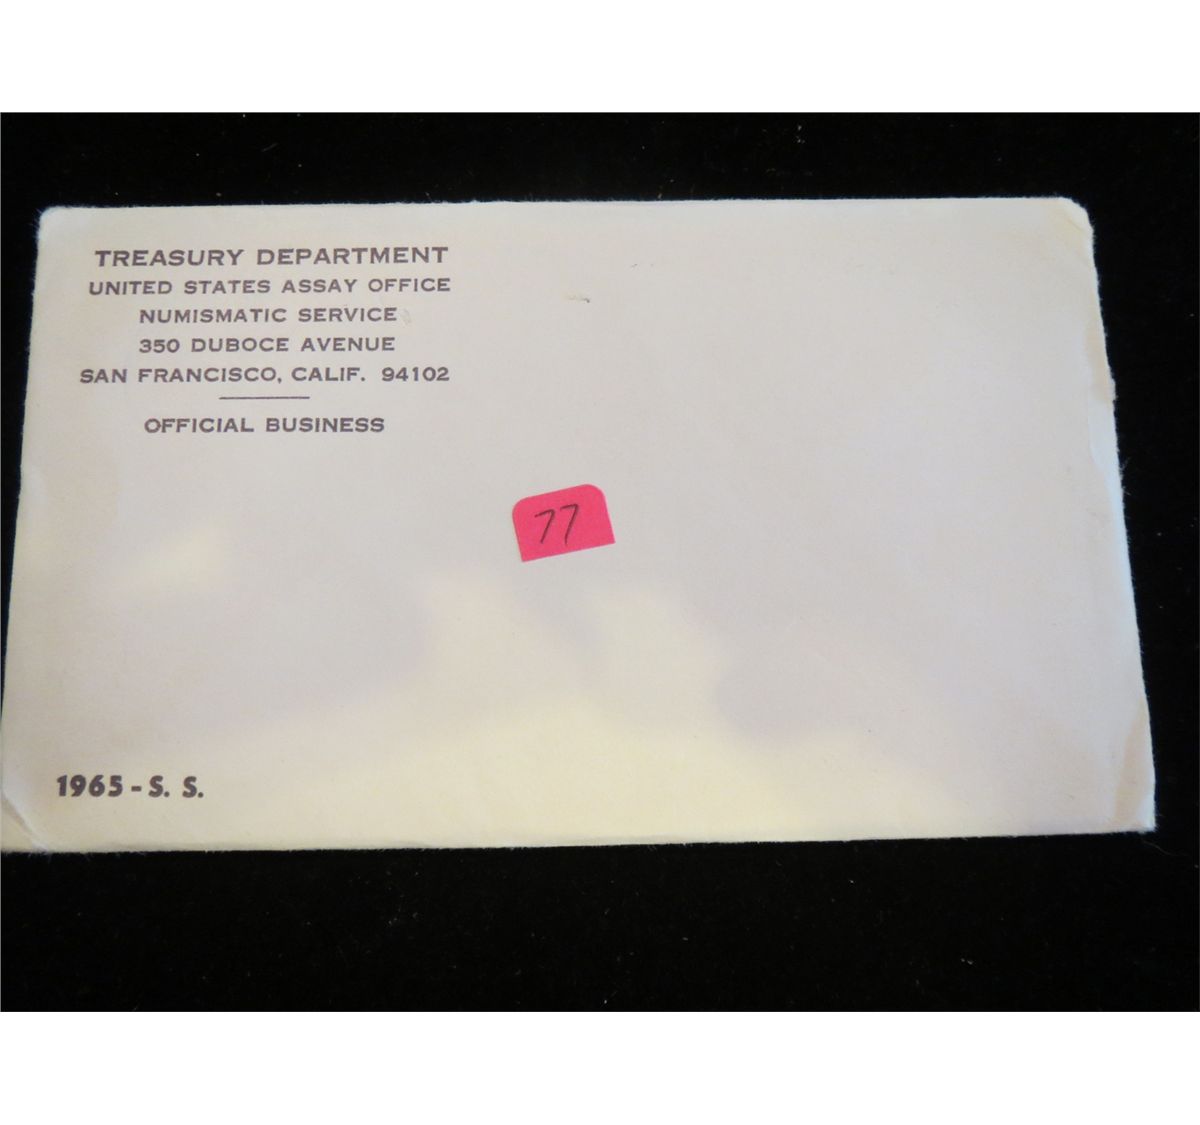 TREASURY DEPARTMENT
UNITED STATES ASSAY OFFICE
NUMISMATIC SERVICE
350 DUBOCE AVENUE
SAN FRANCISCO, CALIF. 94102
OFFICIAL BUSINESS
77
1965 - S. S.